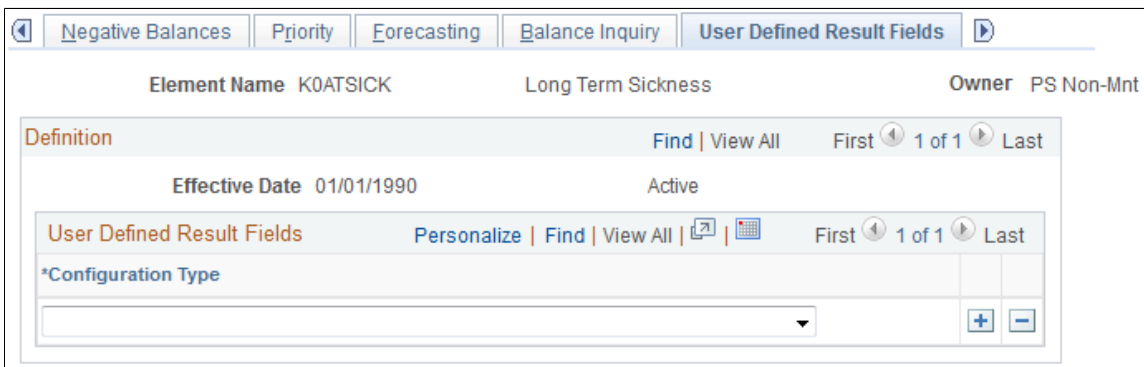 Negative Balances Priority Forecasting Balance Inquiry User Defined Result Fields
Element Name K0ATSICK Long Term Sickness Owner PS Non-Mnt
Definition Find | View All First 1 of 1 Last
Effective Date 01/01/1990 Active
User Defined Result Fields Personalize | Find | View All | | First 1 of 1 Last
*Configuration Type